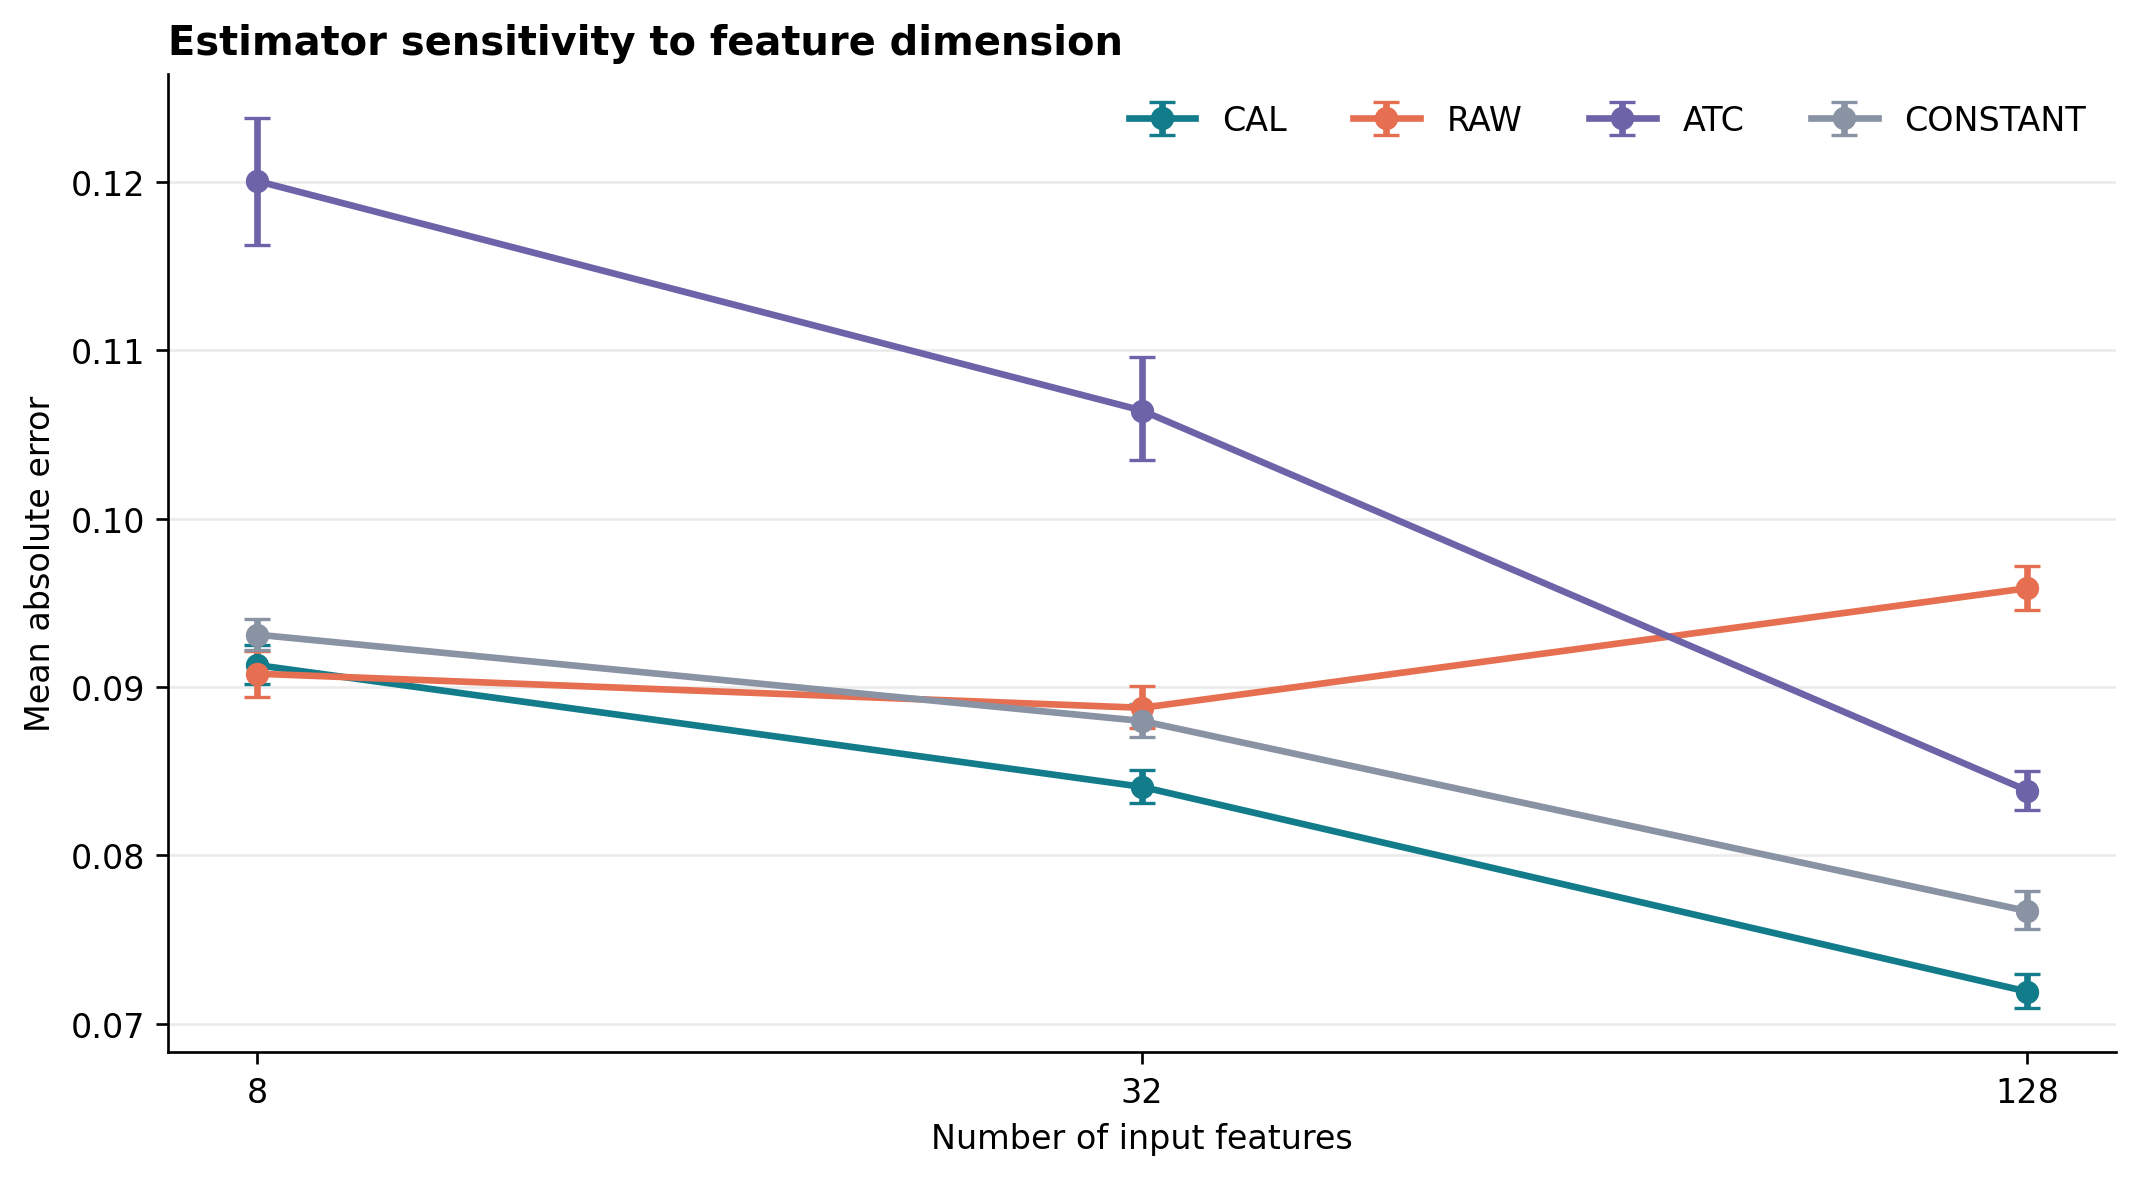 Estimator sensitivity to feature dimension
CAL RAW ATC CONSTANT
0.12
0.11
0.10
0.09
0.08
0.07
Mean absolute error
8 32 128
Number of input features